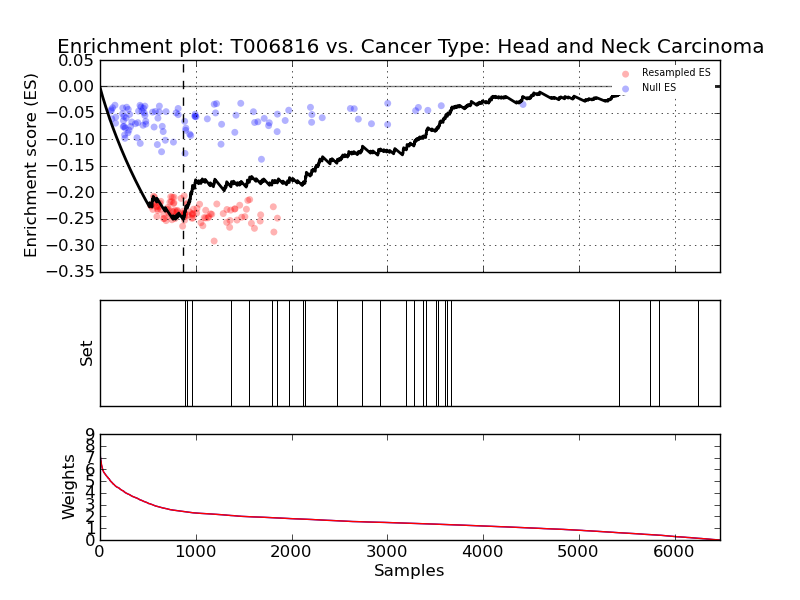 Enrichment plot: T006816 vs. Cancer Type: Head and Neck Carcinoma
Enrichment score (ES)
0.05
0.00
−0.05
−0.10
−0.15
−0.20
−0.25
−0.30
−0.35
Resampled ES
Null ES
Set
Weights
9
8
7
6
5
4
3
2
1
0
0 1000 2000 3000 4000 5000 6000
Samples